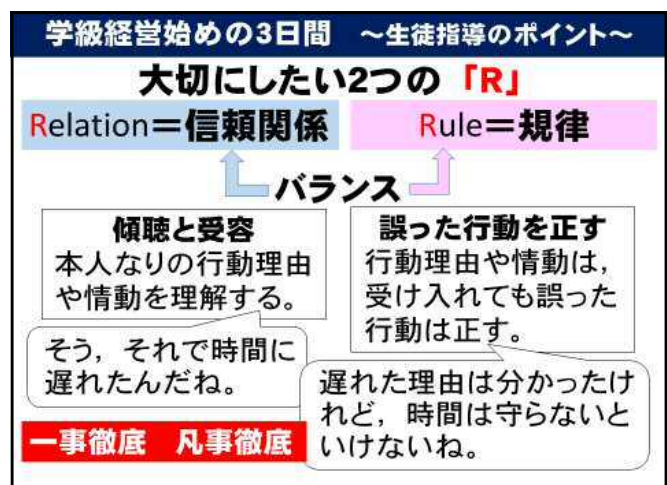 学級経営始めの3日間 ～生徒指導のポイント～
大切にしたい2つの「R」
Relation＝信頼関係
Rule＝規律
バランス
傾聴と受容
本人なりの行動理由
や情動を理解する。
そう，それで時間に
遅れたんだね。
誤った行動を正す
行動理由や情動は，
受け入れても誤った
行動は正す。
遅れた理由は分かったけ
れど，時間は守らないと
いけないね。
一事徹底 凡事徹底